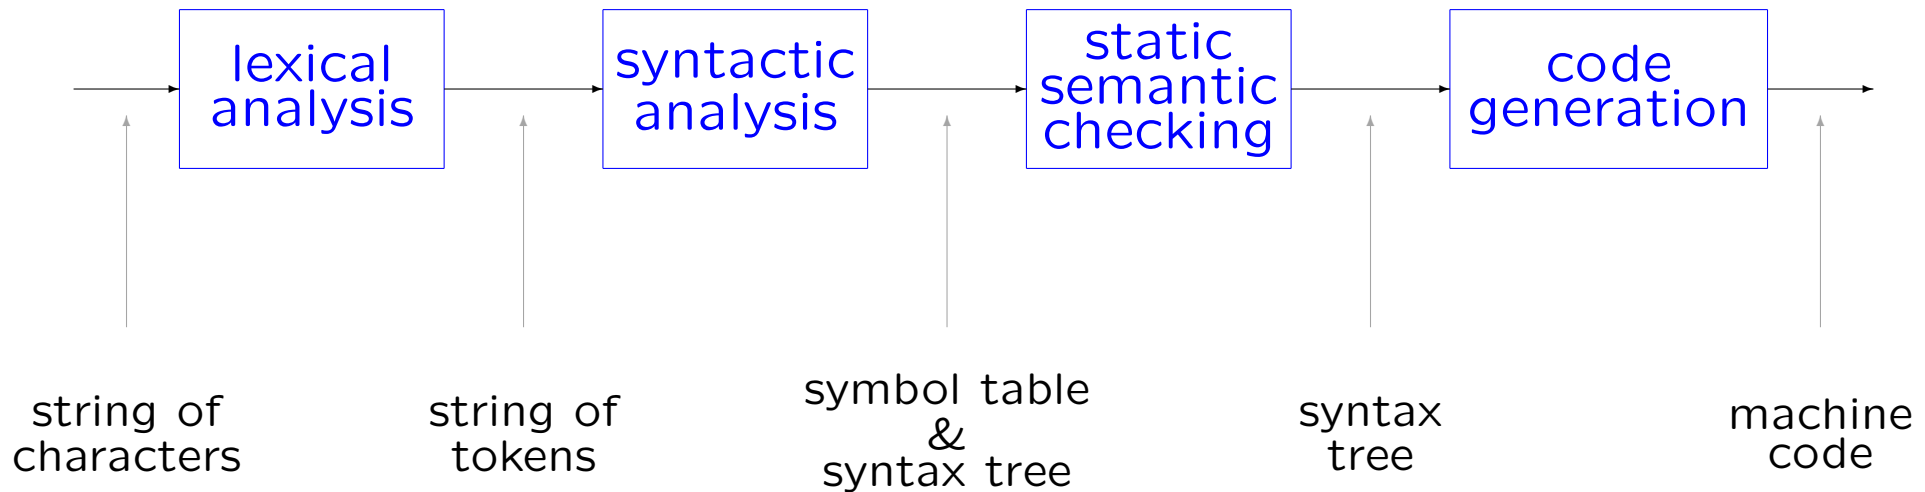 lexical
analysis
syntactic
analysis
static
semantic
checking
code
generation
string of
characters
string of
tokens
symbol table
&
syntax tree
syntax
tree
machine
code